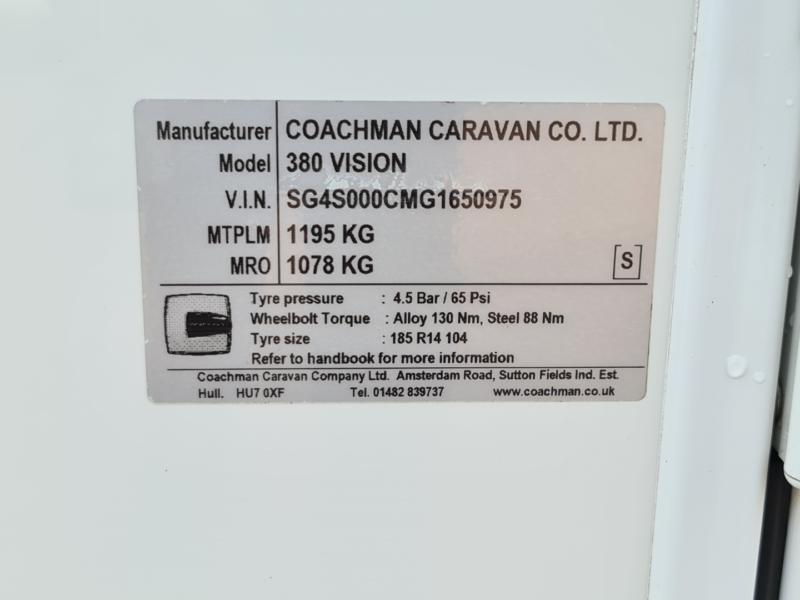 Manufacturer COACHMAN CARAVAN CO. LTD.
Model 380 VISION
V.I.N. SG4S000CMG1650975
MTPLM 1195 KG
MRO 1078 KG [S]
Tyre pressure : 4.5 Bar / 65 Psi
Wheelbolt Torque : Alloy 130 Nm, Steel 88 Nm
Tyre size : 185 R14 104
Refer to handbook for more information
Coachman Caravan Company Ltd. Amsterdam Road, Sutton Fields Ind. Est.
Hull. HU7 0XF Tel. 01482 839737 www.coachman.co.uk